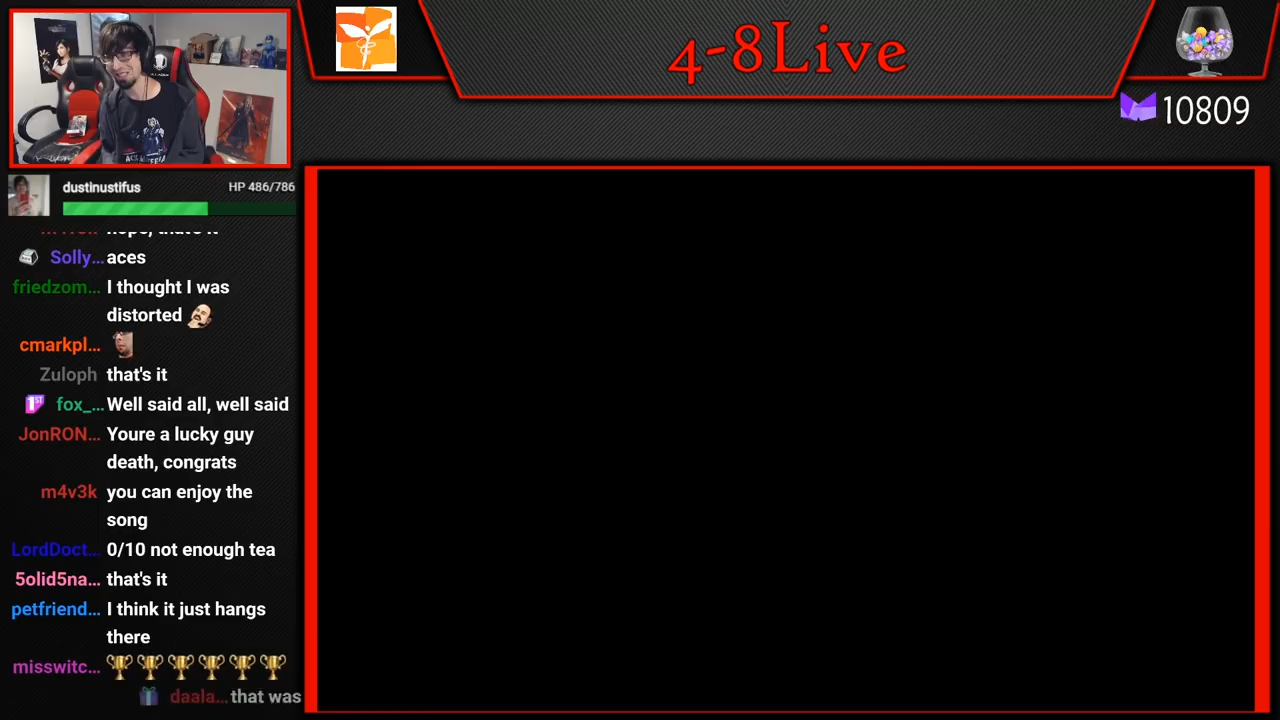 4-8Live
10809
dustinustifus HP 486/786
Solly... aces
friedzom... I thought I was
distorted
cmarkpl...
Zuloph that's it
fox_... Well said all, well said
JonRON... Youre a lucky guy
death, congrats
m4v3k you can enjoy the
song
LordDoct... 0/10 not enough tea
5olid5na... that's it
petfriend... I think it just hangs
there
misswitc...
daala... that was